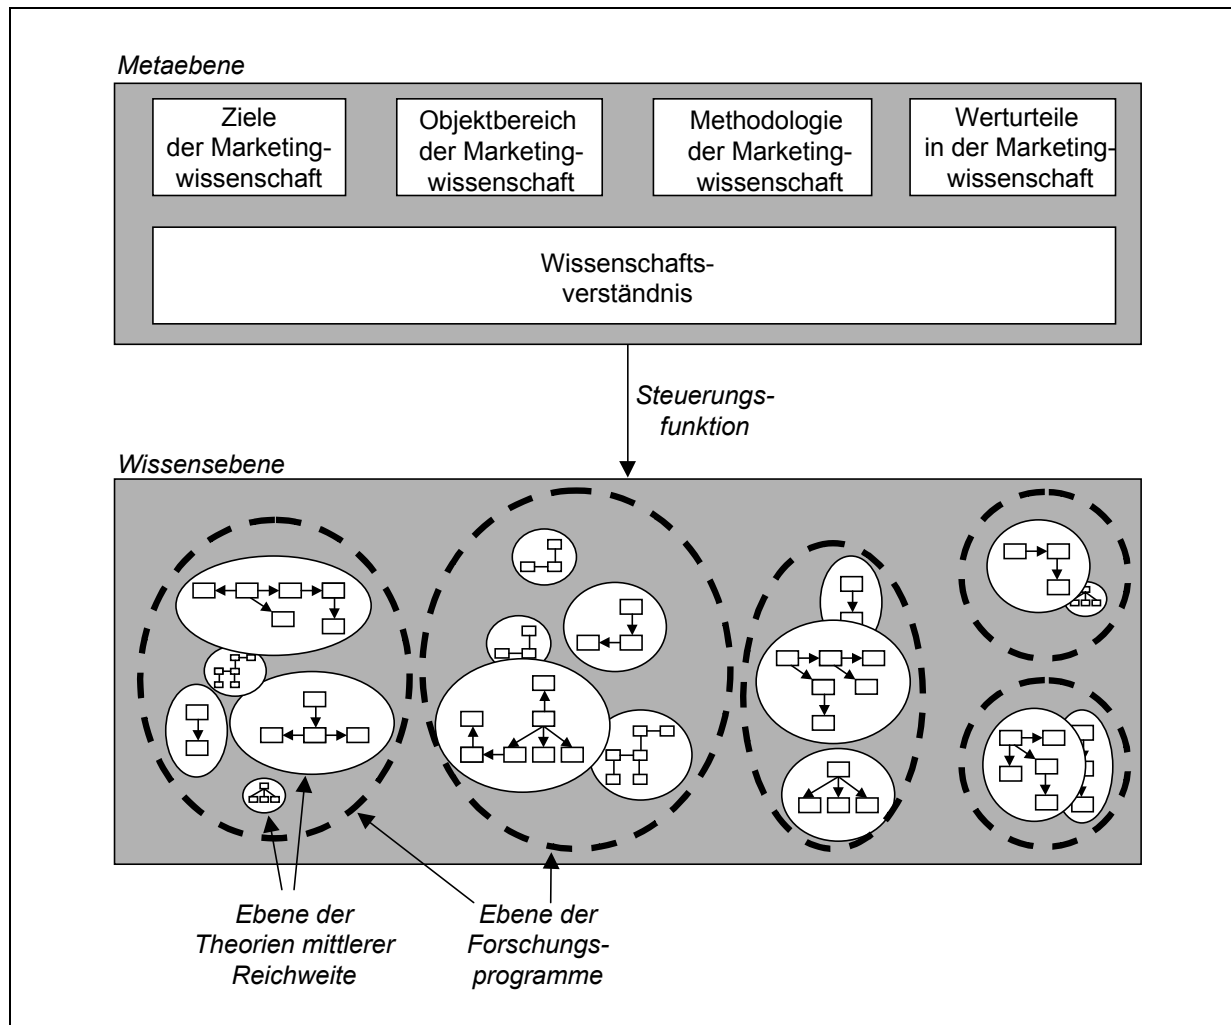 Metaebene
Ziele
der Marketing-
wissenschaft
Objektbereich
der Marketing-
wissenschaft
Methodologie
der Marketing-
wissenschaft
Werturteile
in der Marketing-
wissenschaft
Wissenschafts-
verständnis
Steuerungs-
funktion
Wissensebene
Ebene der
Theorien mittlerer
Reichweite
Ebene der
Forschungs-
programme